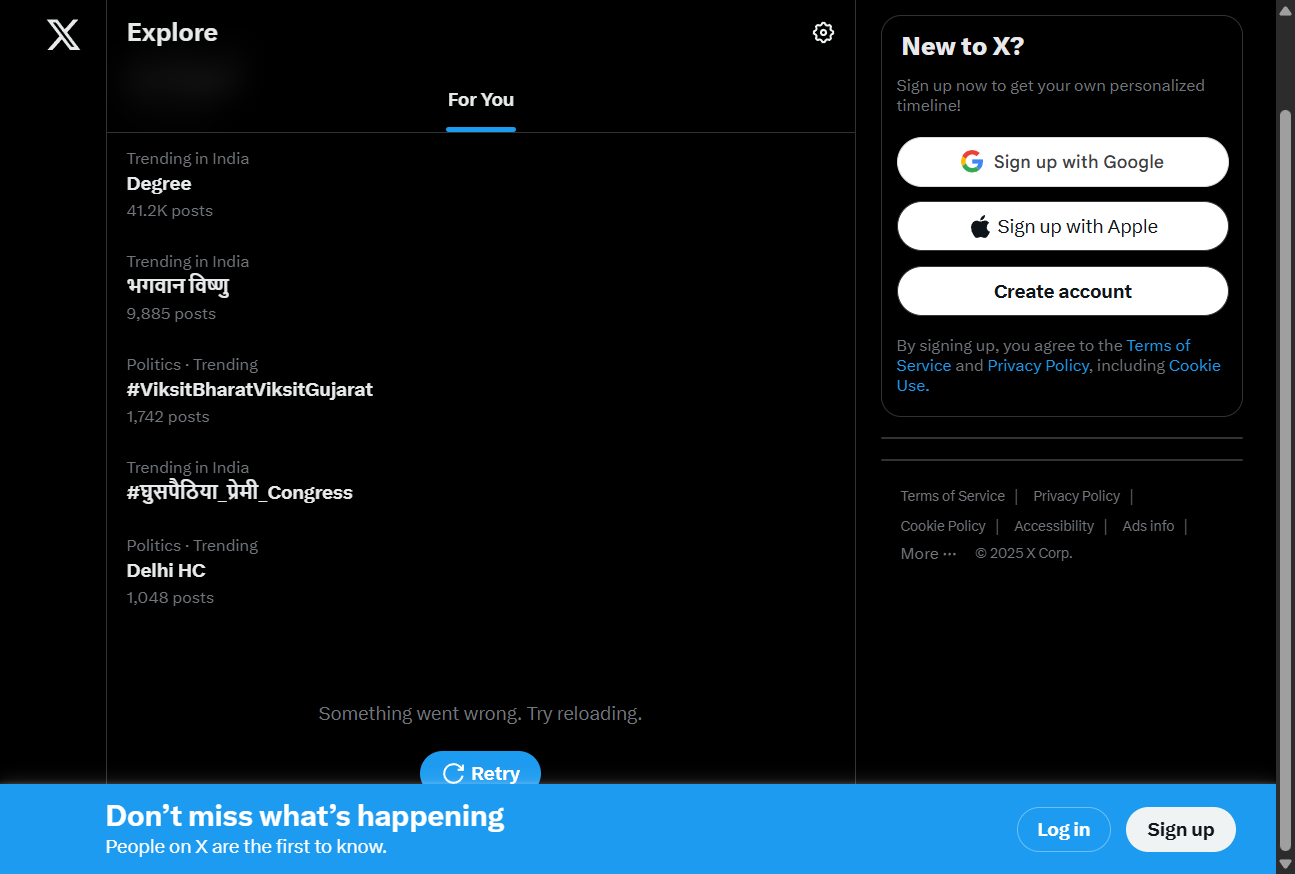 Explore
For You
Trending in India
Degree
41.2K posts
Trending in India
भगवान विष्णु
9,885 posts
Politics · Trending
#ViksitBharatViksitGujarat
1,742 posts
Trending in India
#घुसपैठिया_प्रेमी_Congress
Politics · Trending
Delhi HC
1,048 posts
Something went wrong. Try reloading.
Retry
New to X?
Sign up now to get your own personalized
timeline!
Sign up with Google
Sign up with Apple
Create account
By signing up, you agree to the Terms of
Service and Privacy Policy, including Cookie
Use.
Terms of Service | Privacy Policy |
Cookie Policy | Accessibility | Ads info |
More ··· © 2025 X Corp.
Don’t miss what’s happening
People on X are the first to know.
Log in
Sign up